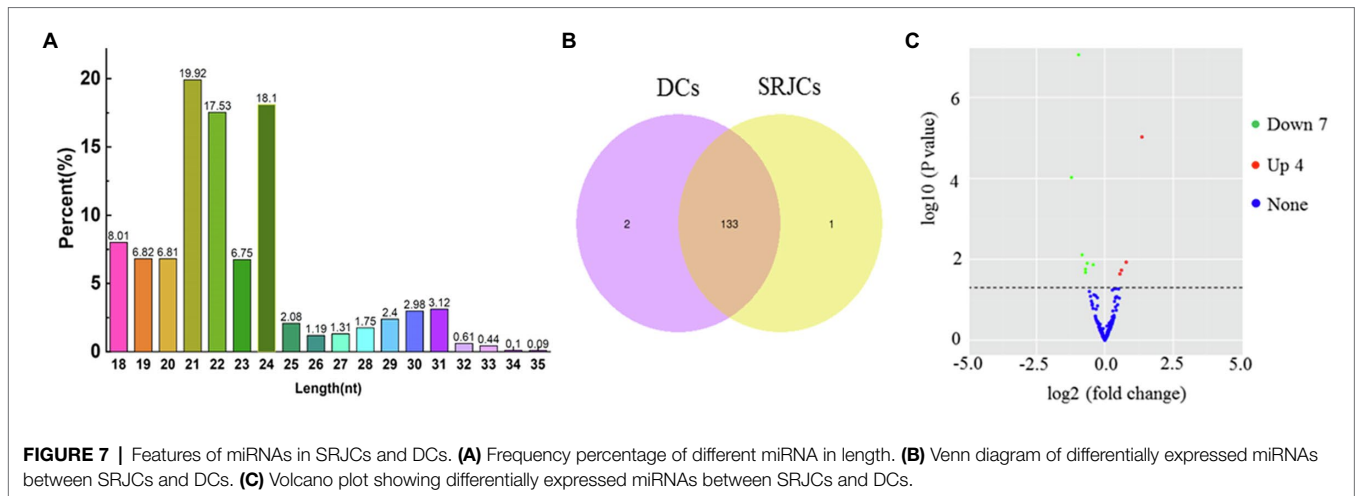 A
Percent(%)
20
15
10
5
0
8.01
6.82
6.81
19.92
17.53
6.75
18.1
2.08
1.19
1.31
1.75
2.4
2.98
3.12
0.61
0.44
0.1
0.09
18 19 20 21 22 23 24 25 26 27 28 29 30 31 32 33 34 35
Length(nt)
B
DCs SRJCs
2 133 1
C
log10 (P value)
6
4
2
0
-5.0 -2.5 0.0 2.5 5.0
log2 (fold change)
Down 7
Up 4
None
FIGURE 7 | Features of miRNAs in SRJCs and DCs. (A) Frequency percentage of different miRNA in length. (B) Venn diagram of differentially expressed miRNAs
between SRJCs and DCs. (C) Volcano plot showing differentially expressed miRNAs between SRJCs and DCs.